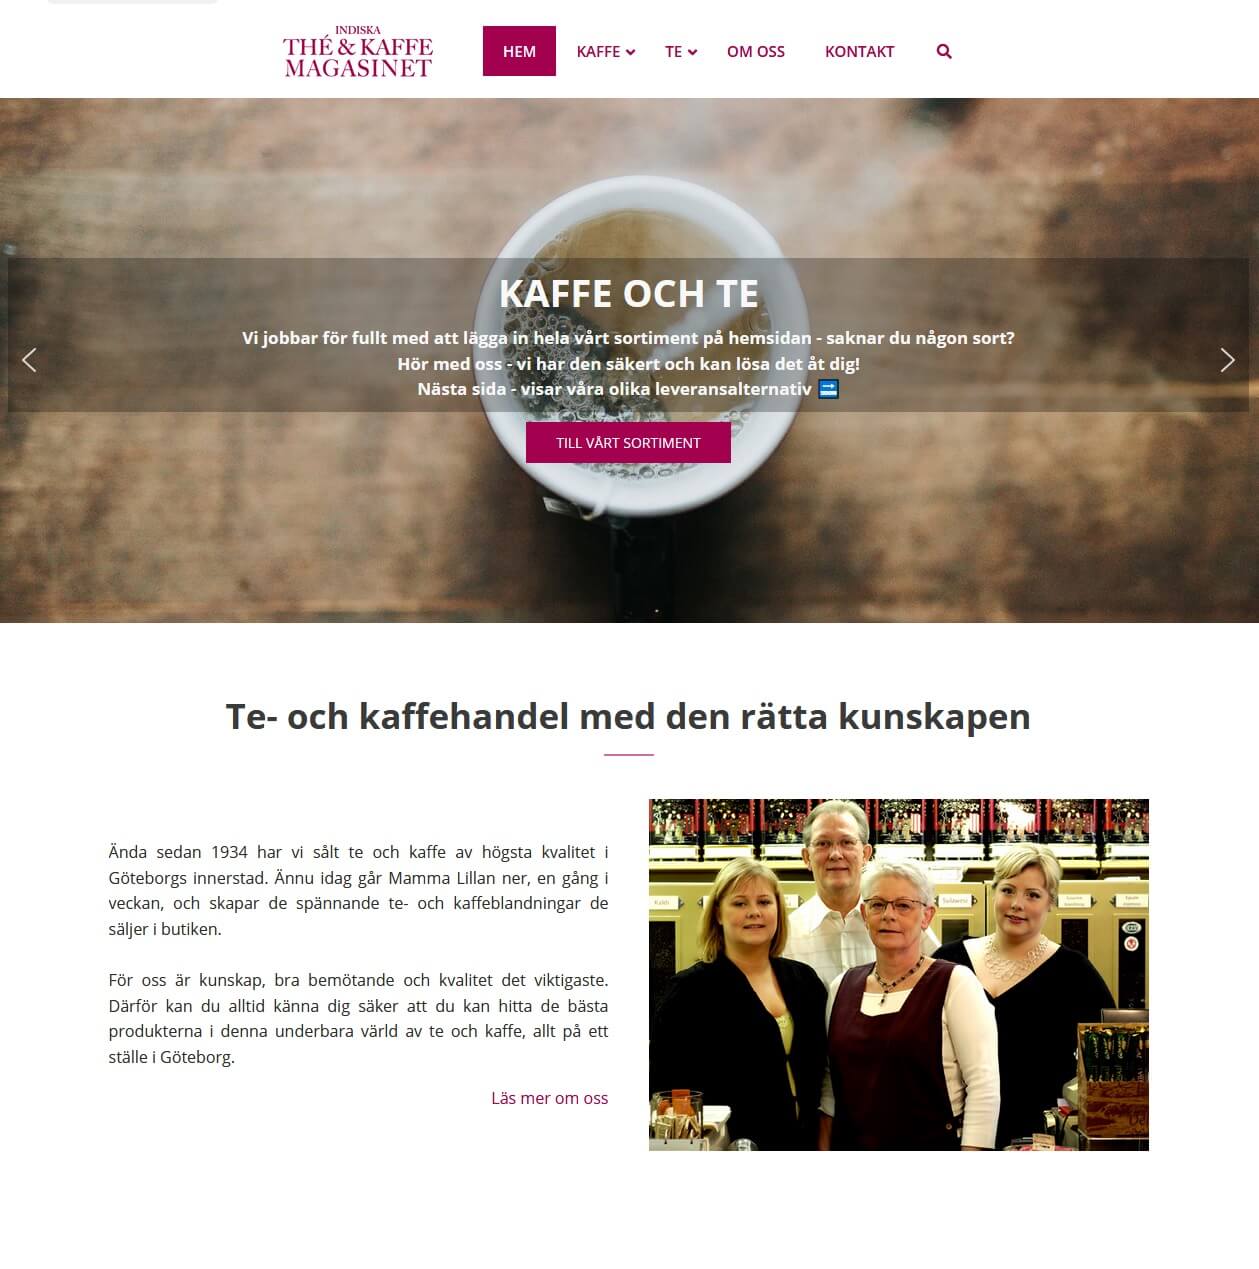 INDISKA
THÉ & KAFFE
MAGASINET
HEM
KAFFE
TE
OM OSS
KONTAKT
KAFFE OCH TE
Vi jobbar för fullt med att lägga in hela vårt sortiment på hemsidan - saknar du någon sort?
Hör med oss - vi har den säkert och kan lösa det åt dig!
Nästa sida - visar våra olika leveransalternativ
TILL VÅRT SORTIMENT
Te- och kaffehandel med den rätta kunskapen
Ända sedan 1934 har vi sålt te och kaffe av högsta kvalitet i
Göteborgs innerstad. Ännu idag går Mamma Lillan ner, en gång i
veckan, och skapar de spännande te- och kaffeblandningar de
säljer i butiken.
För oss är kunskap, bra bemötande och kvalitet det viktigaste.
Därför kan du alltid känna dig säker att du kan hitta de bästa
produkterna i denna underbara värld av te och kaffe, allt på ett
ställe i Göteborg.
Läs mer om oss